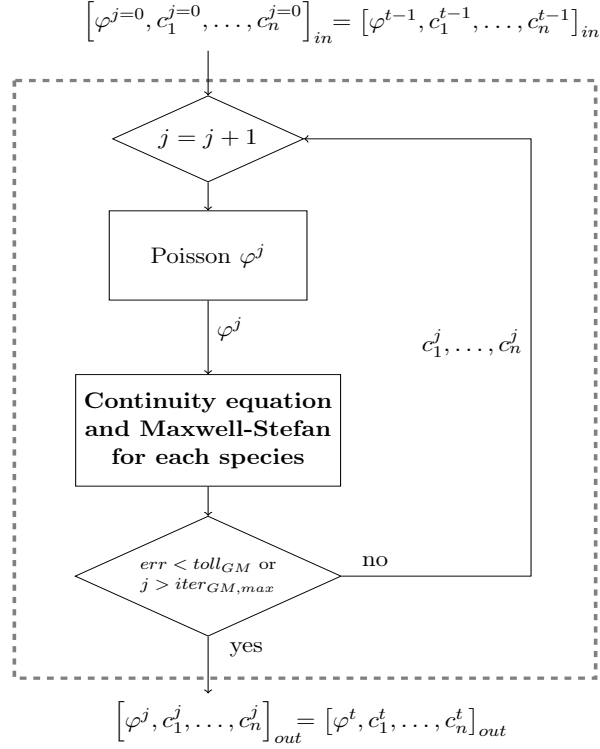 [φ^{j=0}, c_1^{j=0}, . . . , c_n^{j=0}]_{in} = [φ^{t−1}, c_1^{t−1}, . . . , c_n^{t−1}]_{in}
j = j + 1
Poisson φ^j
φ^j
c_1^j, . . . , c_n^j
Continuity equation
and Maxwell-Stefan
for each species
err < toll_{GM} or
j > iter_{GM,max}
no
yes
[φ^j, c_1^j, . . . , c_n^j]_{out} = [φ^t, c_1^t, . . . , c_n^t]_{out}